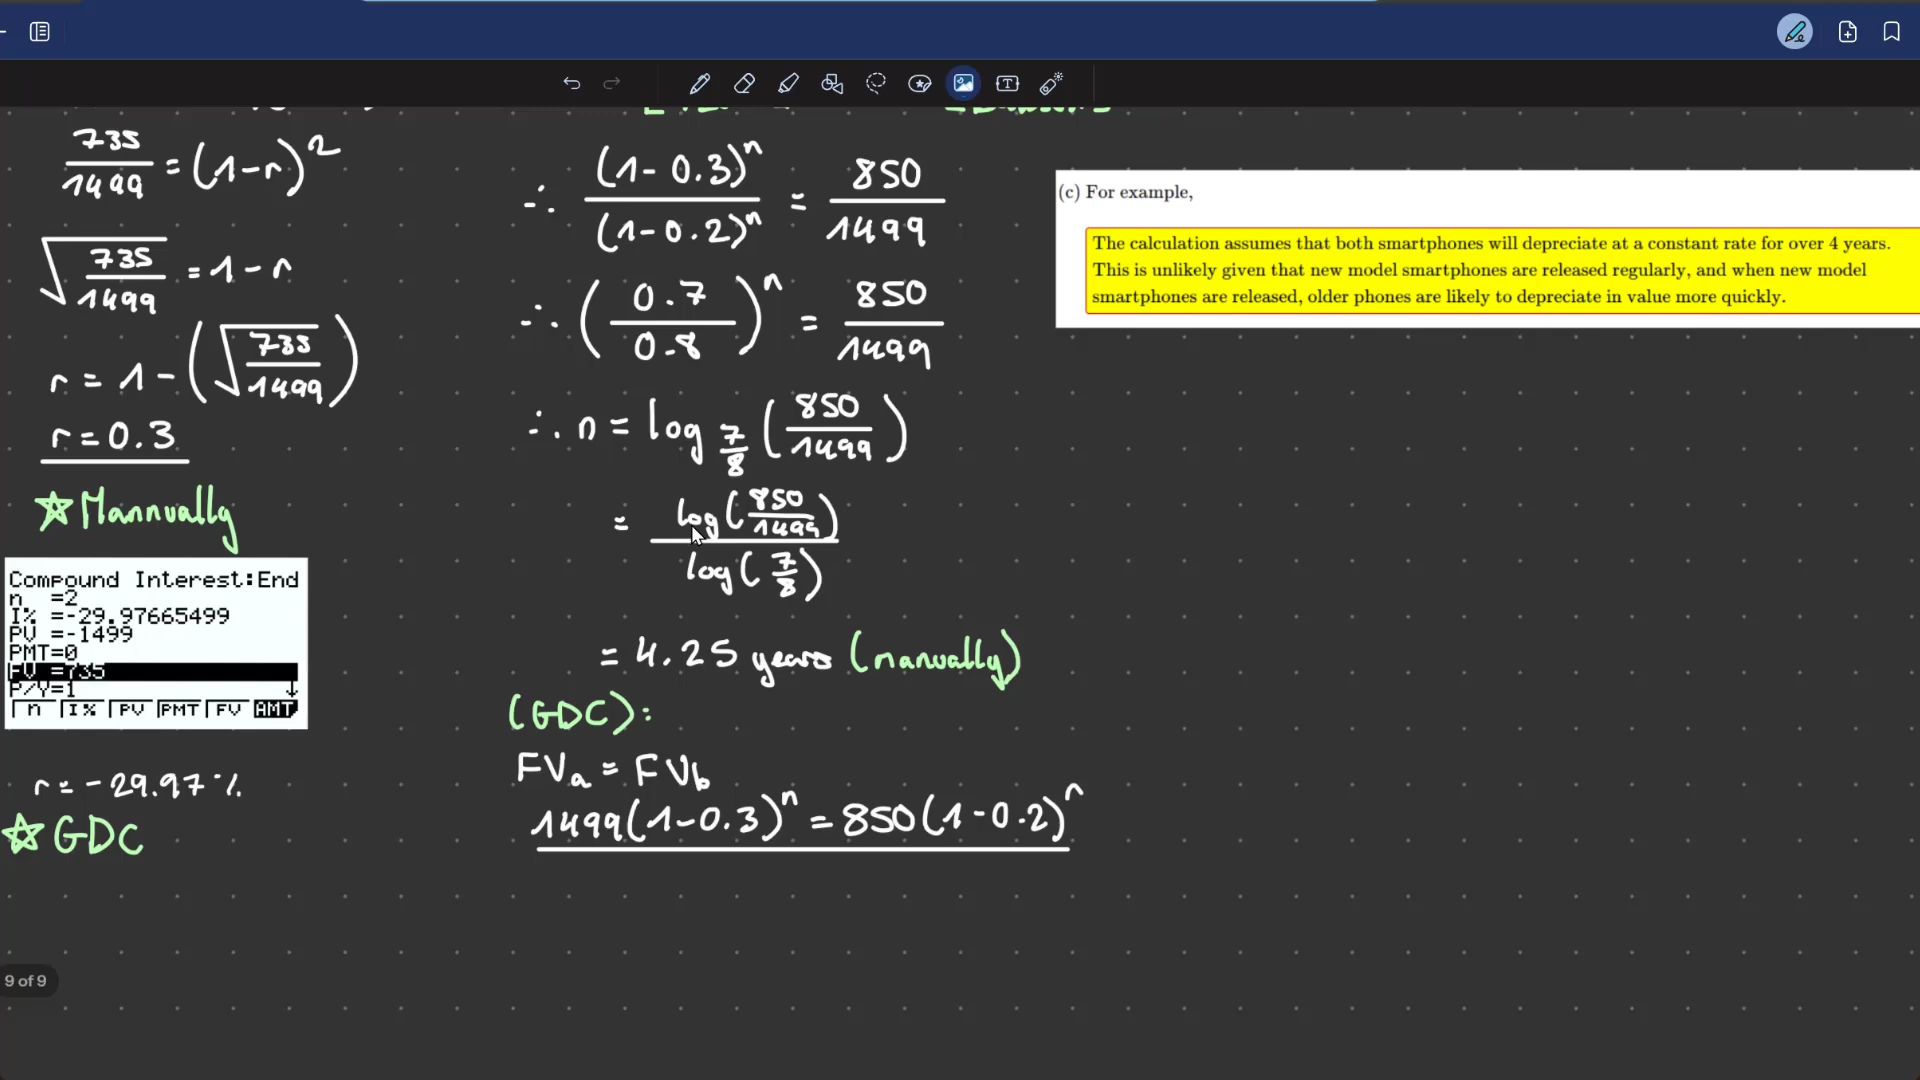 735/1499 = (1-r)^2
√(735/1499) = 1-r
r = 1-(√(735/1499))
r = 0.3
☆ Mannually
Compound Interest:End
n =2
I% =-29.97665499
PV =-1499
PMT=0
FV =735
P/Y=1 ↓
n I% PV PMT FV AMT
r = -29.97%
☆ GDC
∴ (1-0.3)^n/(1-0.2)^n = 850/1499
∴ (0.7/0.8)^n = 850/1499
∴ n = log_{7/8}(850/1499)
= log(850/1499)/log(7/8)
= 4.25 years (manually)
(GDC):
FVa = FVb
1499(1-0.3)^n = 850(1-0.2)^n
(c) For example,
The calculation assumes that both smartphones will depreciate at a constant rate for over 4 years.
This is unlikely given that new model smartphones are released regularly, and when new model
smartphones are released, older phones are likely to depreciate in value more quickly.
9 of 9